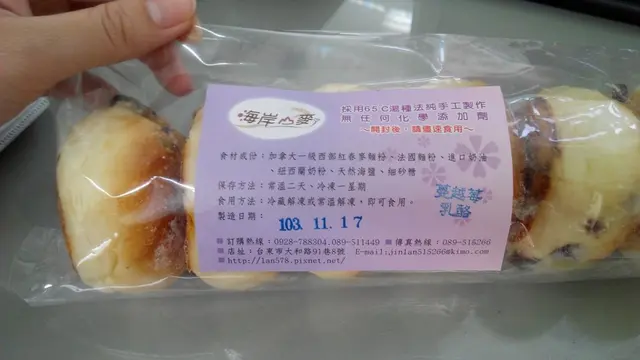 海岸山麥
採用65℃湯種法純手工製作
無任何化學添加劑
～開封後，請儘速食用～
食材成份：加拿大一級西部紅春麥麵粉、法國麵粉、進口奶油
、紐西蘭奶粉、天然海鹽、細砂糖
保存方法：常溫二天、冷凍一星期
食用方法：冷藏解凍或常溫解凍，即可食用。
製造日期：
103.11.17
蔓越莓
乳酪
■訂購熱線：0928-788304.089-511449 ■傳真熱線：089-516266
■店址：台東市大和路91巷8號 E-mail:jinlan515206@kimo.com
■http://lan578.pixnet.net/